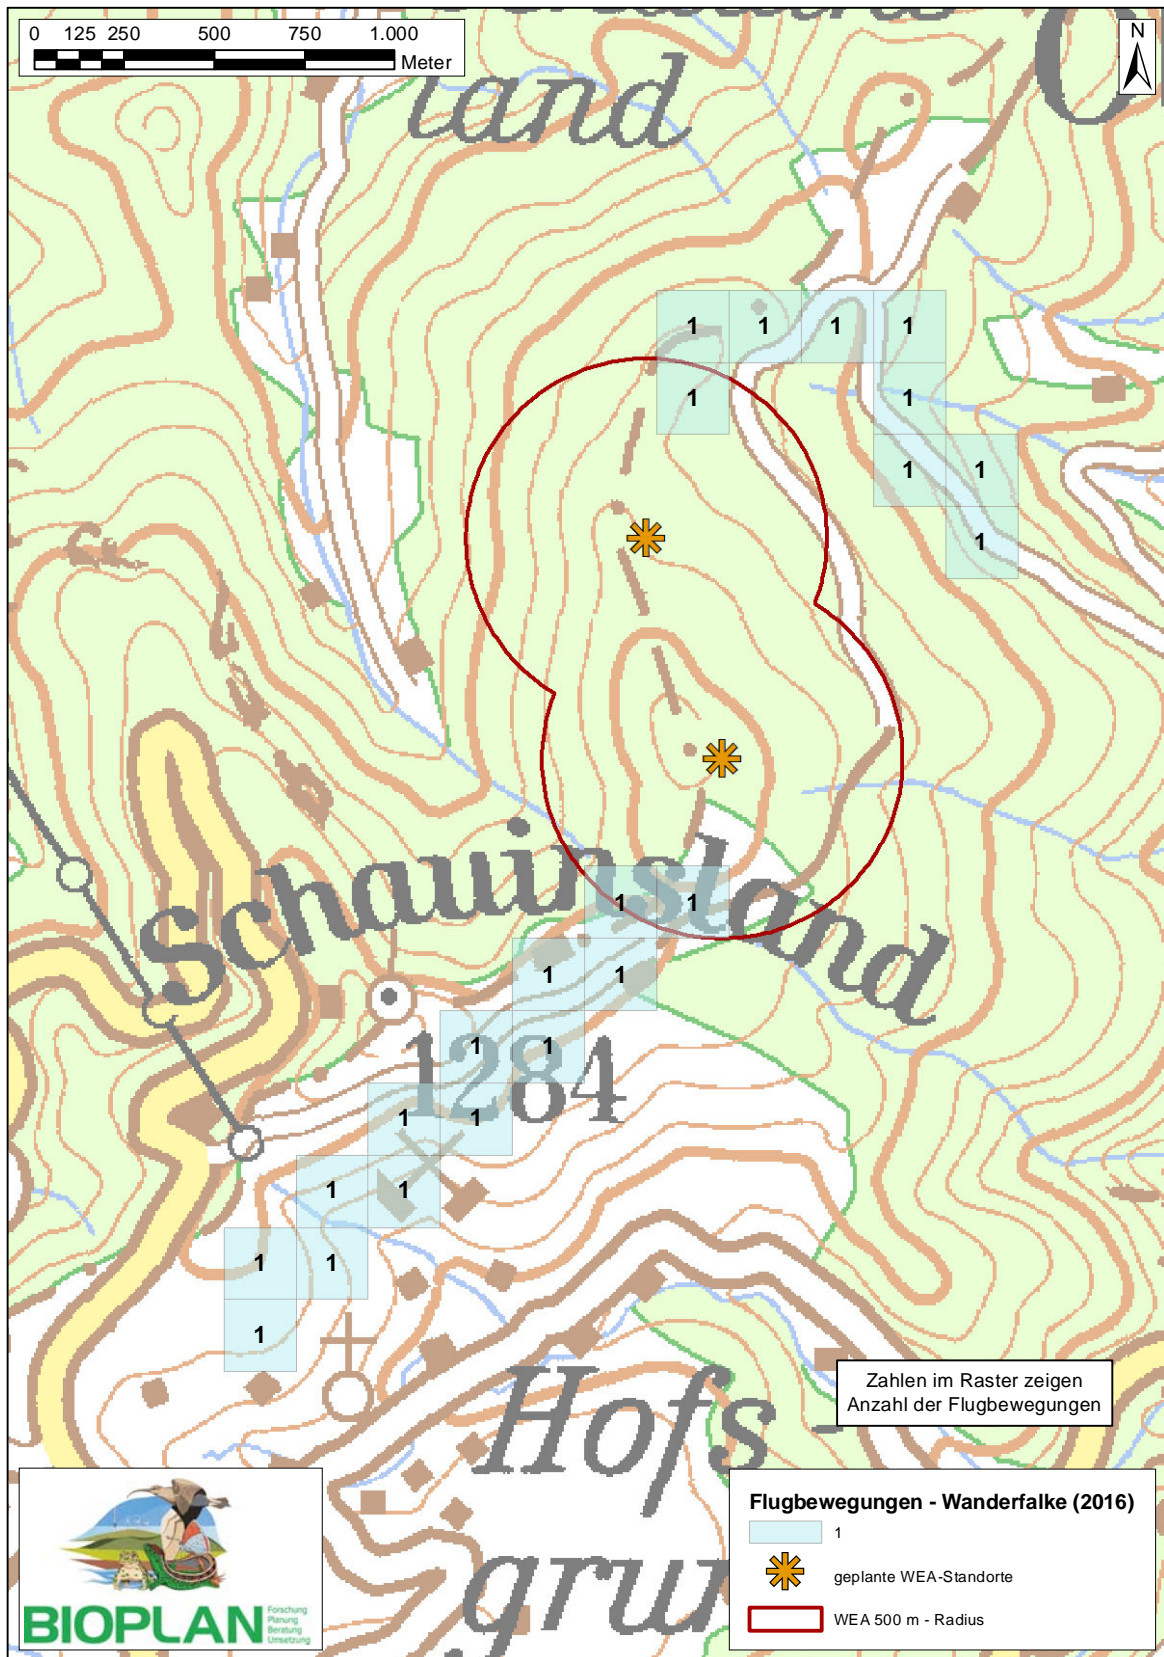 0 125 250 500 750 1.000
Meter
N
land
O
1 1 1 1
1 1
1 1
1
Schauinsland
1 1
1 1
1 1
1284
1 1
1 1
1 1
1
Hofs
grun
Zahlen im Raster zeigen
Anzahl der Flugbewegungen
Flugbewegungen - Wanderfalke (2016)
1
geplante WEA-Standorte
WEA 500 m - Radius
BIOPLAN
Forschung
Planung
Beratung
Umsetzung